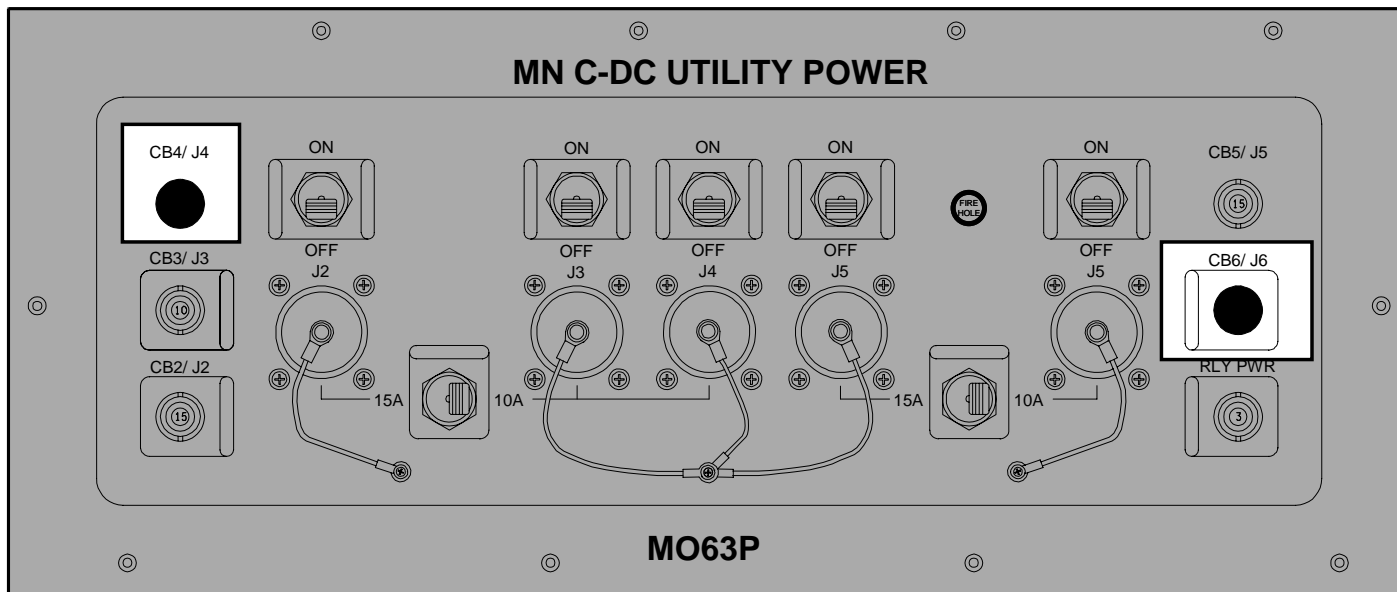 MN C-DC UTILITY POWER
CB4/ J4
ON
ON
ON
ON
ON
CB5/ J5
FIRE
HOLE
15
OFF
OFF
OFF
OFF
OFF
CB3/ J3
J2
J3
J4
J5
J5
CB6/ J6
10
CB2/ J2
RLY PWR
15A
10A
15A
10A
15
3
MO63P